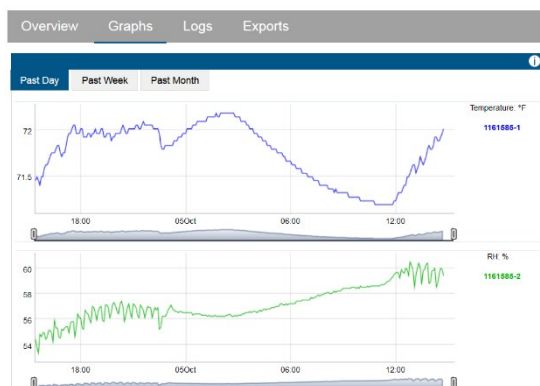 Overview Graphs Logs Exports
Past Day Past Week Past Month
Temperature: °F
1161585-1
72
71.5
18:00 05Oct 06:00 12:00
RH: %
1161585-2
60
58
56
54
18:00 05Oct 06:00 12:00